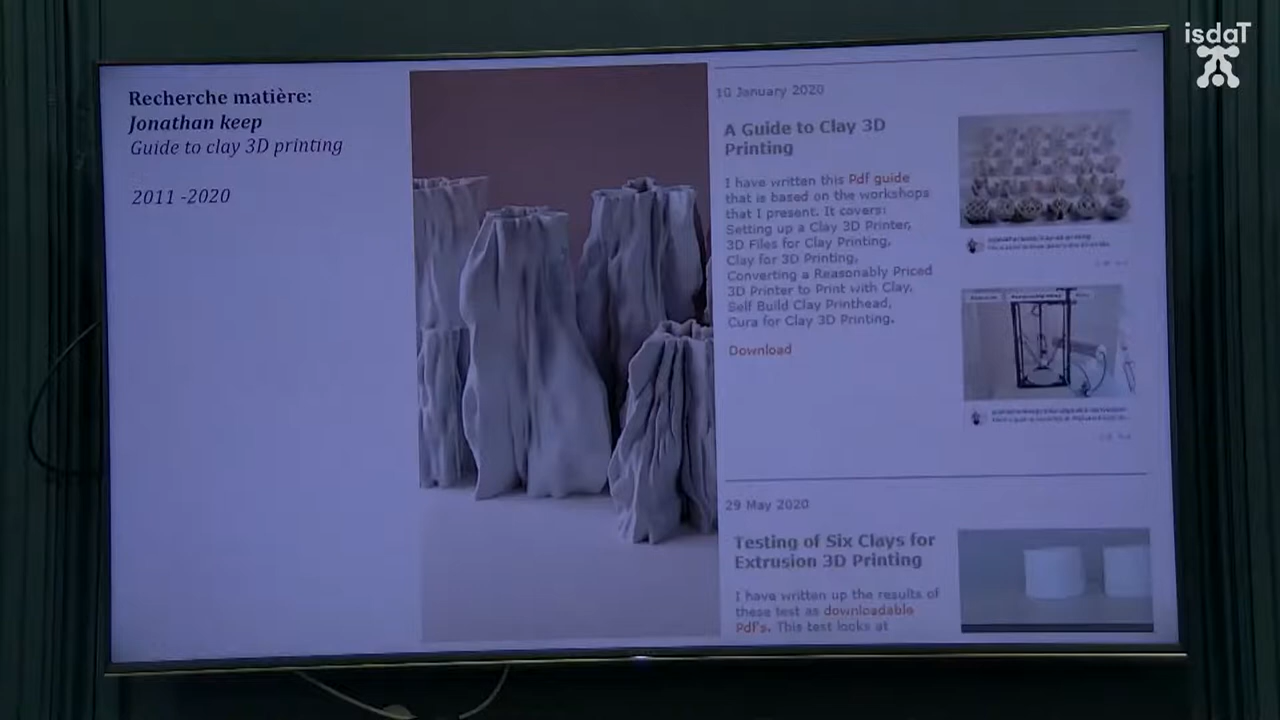 isdaT
Recherche matière:
Jonathan keep
Guide to clay 3D printing
2011 -2020
10 January 2020
A Guide to Clay 3D
Printing
I have written this Pdf guide
that is based on the workshops
that I present. It covers:
Setting up a Clay 3D Printer,
3D Files for Clay Printing,
Clay for 3D Printing,
Converting a Reasonably Priced
3D Printer to Print with Clay,
Self Build Clay Printhead,
Cura for Clay 3D Printing.
Download
29 May 2020
Testing of Six Clays for
Extrusion 3D Printing
I have written up the results of
these test as downloadable
Pdf's. This test looks at